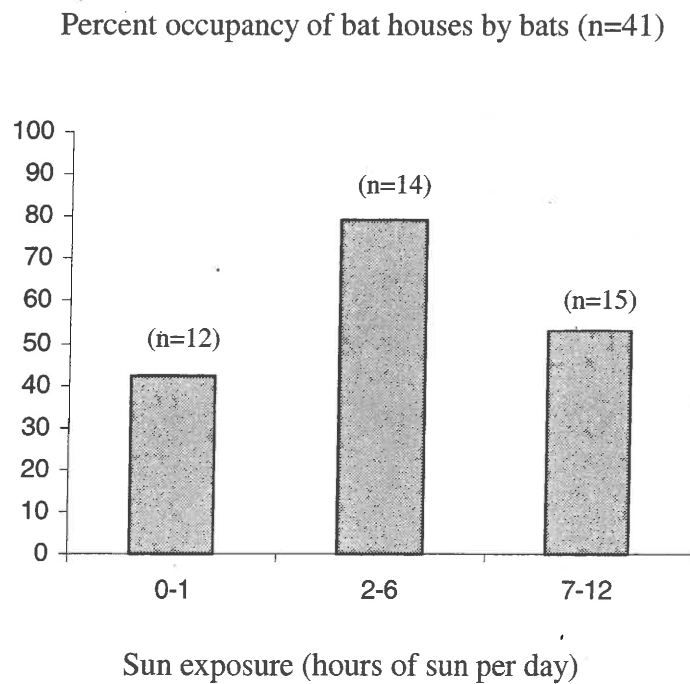 Percent occupancy of bat houses by bats (n=41)
100
90
80
70
60
50
40
30
20
10
0
(n=12)
(n=14)
(n=15)
0-1
2-6
7-12
Sun exposure (hours of sun per day)